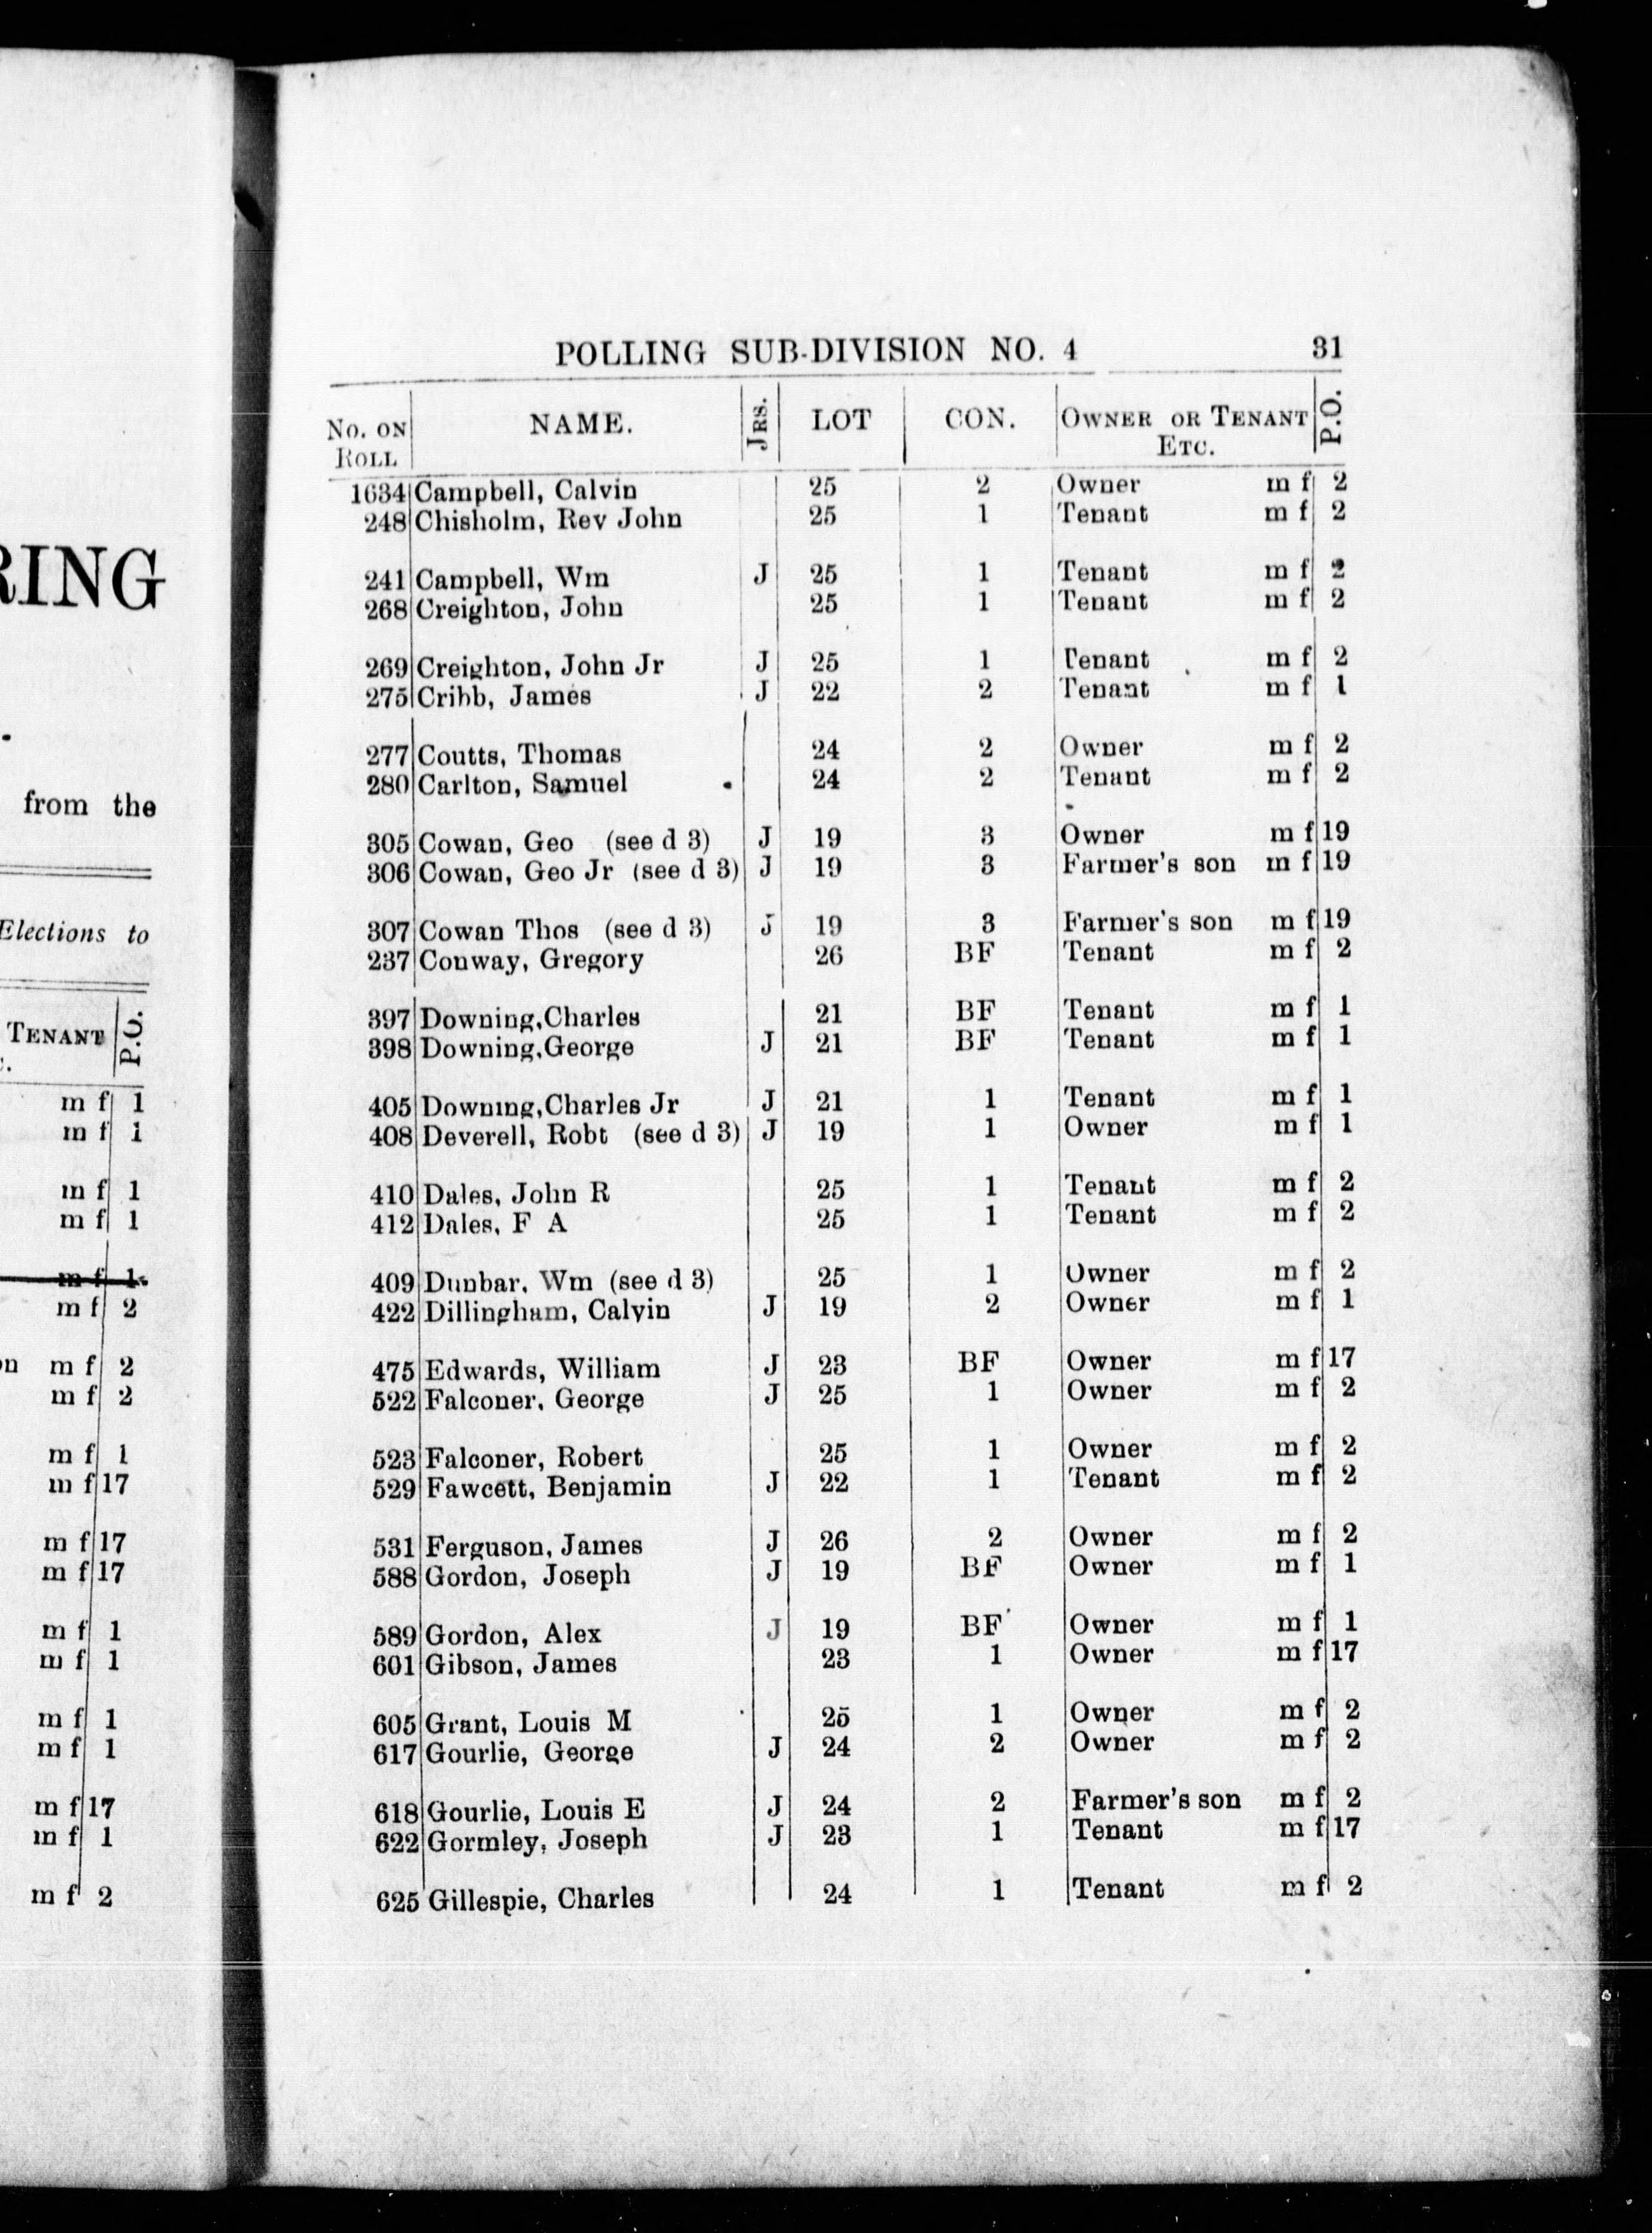 RING
from the
Elections to
TENANT P.O.
m f 1
m f 1
m f 1
m f 1
m f 1
m f 2
m f 2
m f 2
m f 1
m f 17
m f 17
m f 17
m f 1
m f 1
m f 1
m f 1
m f 17
m f 1
m f 2
POLLING SUB-DIVISION NO. 4 31
NO. ON ROLL NAME. JRS. LOT CON. OWNER OR TENANT ETC. P.O.
1634 Campbell, Calvin 25 2 Owner m f 2
248 Chisholm, Rev John 25 1 Tenant m f 2
241 Campbell, Wm J 25 1 Tenant m f 2
268 Creighton, John 25 1 Tenant m f 2
269 Creighton, John Jr J 25 1 Tenant m f 2
275 Cribb, James J 22 2 Tenant m f 1
277 Coutts, Thomas 24 2 Owner m f 2
280 Carlton, Samuel 24 2 Tenant m f 2
305 Cowan, Geo (see d 3) J 19 3 Owner m f 19
306 Cowan, Geo Jr (see d 3) J 19 3 Farmer's son m f 19
307 Cowan Thos (see d 3) J 19 3 Farmer's son m f 19
237 Conway, Gregory 26 BF Tenant m f 2
397 Downing, Charles 21 BF Tenant m f 1
398 Downing, George J 21 BF Tenant m f 1
405 Downing, Charles Jr J 21 1 Tenant m f 1
408 Deverell, Robt (see d 3) J 19 1 Owner m f 1
410 Dales, John R 25 1 Tenant m f 2
412 Dales, F A 25 1 Tenant m f 2
409 Dunbar, Wm (see d 3) 25 1 Owner m f 2
422 Dillingham, Calvin J 19 2 Owner m f 1
475 Edwards, William J 23 BF Owner m f 17
522 Falconer, George J 25 1 Owner m f 2
523 Falconer, Robert 25 1 Owner m f 2
529 Fawcett, Benjamin J 22 1 Tenant m f 2
531 Ferguson, James J 26 2 Owner m f 2
588 Gordon, Joseph J 19 BF Owner m f 1
589 Gordon, Alex J 19 BF Owner m f 1
601 Gibson, James 23 1 Owner m f 17
605 Grant, Louis M 25 1 Owner m f 2
617 Gourlie, George J 24 2 Owner m f 2
618 Gourlie, Louis E J 24 2 Farmer's son m f 2
622 Gormley, Joseph J 23 1 Tenant m f 17
625 Gillespie, Charles 24 1 Tenant m f 2